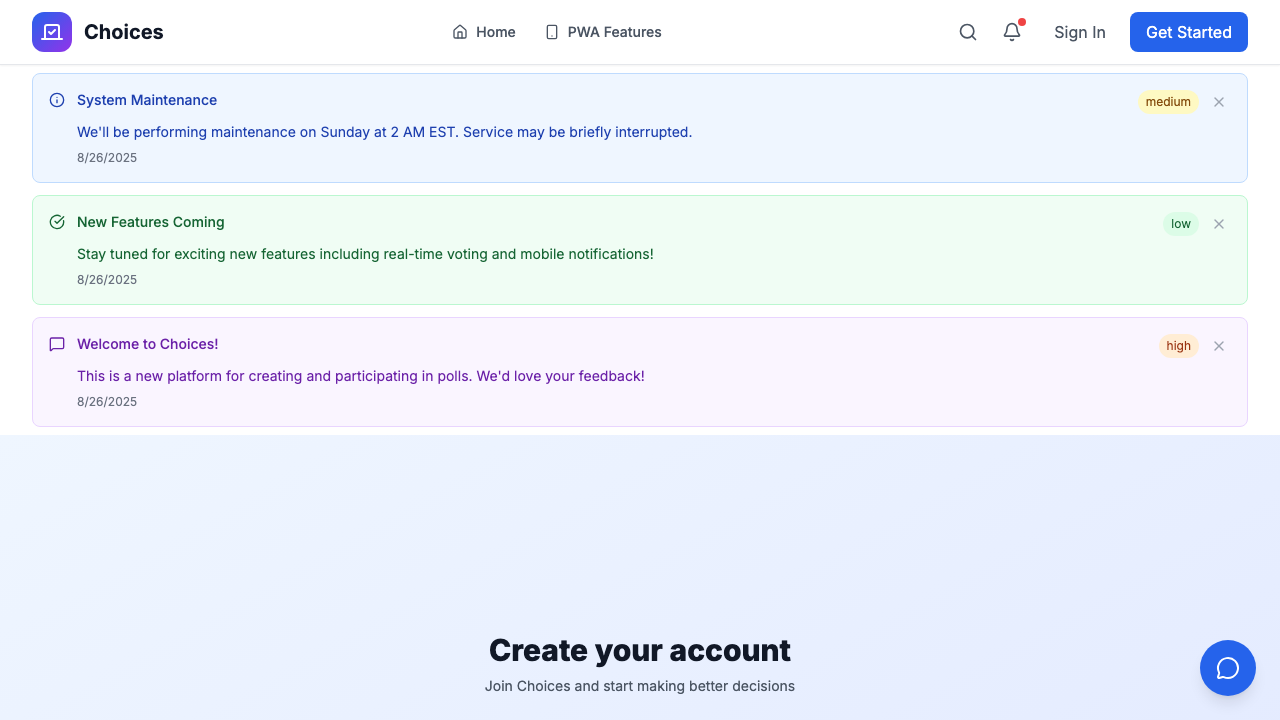 Choices
Home
PWA Features
Sign In
Get Started
System Maintenance
medium
We'll be performing maintenance on Sunday at 2 AM EST. Service may be briefly interrupted.
8/26/2025
New Features Coming
low
Stay tuned for exciting new features including real-time voting and mobile notifications!
8/26/2025
Welcome to Choices!
high
This is a new platform for creating and participating in polls. We'd love your feedback!
8/26/2025
Create your account
Join Choices and start making better decisions